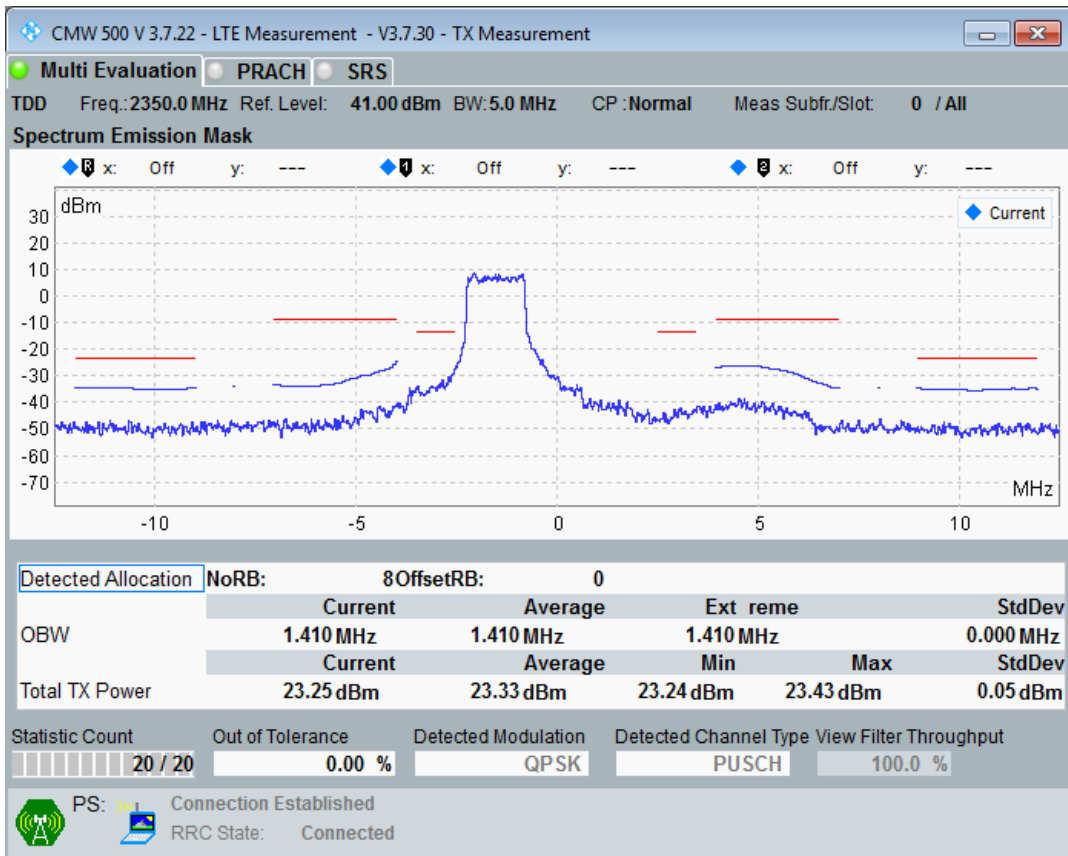 CMW 500 V 3.7.22 - LTE Measurement  - V3.7.30 - TX Measurement
Multi Evaluation PRACH SRS
TDD Freg.:2350.0 MHz Ref. Level: 41.00 dBm BW:5.0 MHz CP :Normal Meas Subfr./Slot: 0 / All
Spectrum Emission Mask
R x: Off y: --- 1 x: Off y: --- 2 x: Off y: ---
dBm
Current
30
20
10
0
-10
-20
-30
-40
-50
-60
-70
MHz
-10 -5 0 5 10
Detected Allocation NoRB: 8OffsetRB: 0
Current Average Ext reme StdDev
OBW 1.410 MHz 1.410 MHz 1.410 MHz 0.000 MHz
Current Average Min Max StdDev
Total TX Power 23.25 dBm 23.33 dBm 23.24 dBm 23.43 dBm 0.05 dBm
Statistic Count Out of Tolerance Detected Modulation Detected Channel Type View Filter Throughput
20 / 20 0.00 % QPSK PUSCH 100.0 %
PS: Connection Established
RRC State: Connected